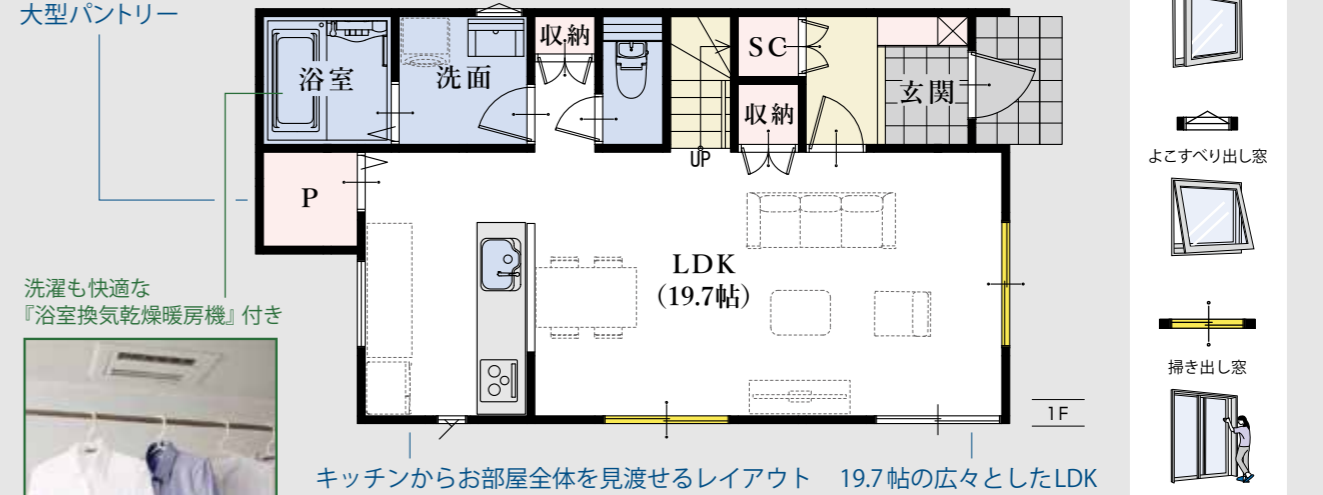 大型パントリー
浴室
洗面
収納
SC
玄関
収納
UP
P
LDK
(19.7帖)
洗濯も快適な
『浴室換気乾燥暖房機』付き
1F
キッチンからお部屋全体を見渡せるレイアウト
19.7帖の広々としたLDK
よこすべり出し窓
掃き出し窓